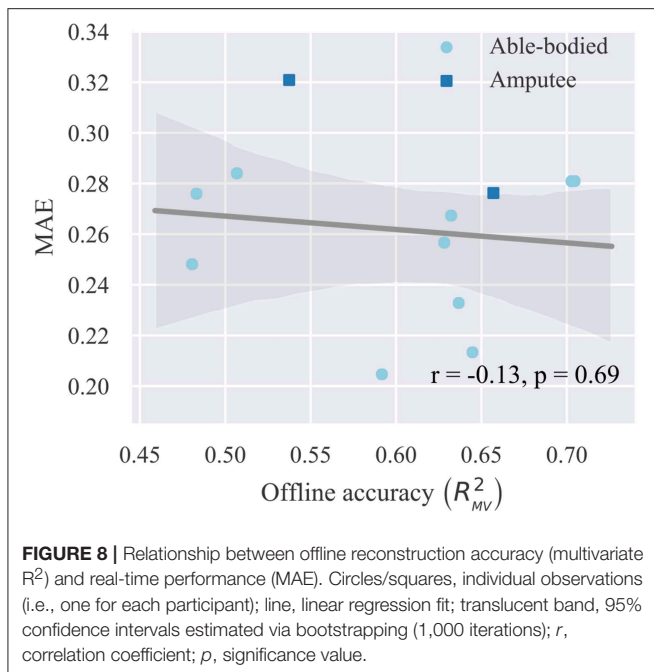 0.34
0.32
0.30
0.28
0.26
0.24
0.22
0.20
MAE
Able-bodied
Amputee
r = -0.13, p = 0.69
0.45 0.50 0.55 0.60 0.65 0.70
Offline accuracy (R²_MV)
FIGURE 8 | Relationship between offline reconstruction accuracy (multivariate
R²) and real-time performance (MAE). Circles/squares, individual observations
(i.e., one for each participant); line, linear regression fit; translucent band, 95%
confidence intervals estimated via bootstrapping (1,000 iterations); r,
correlation coefficient; p, significance value.